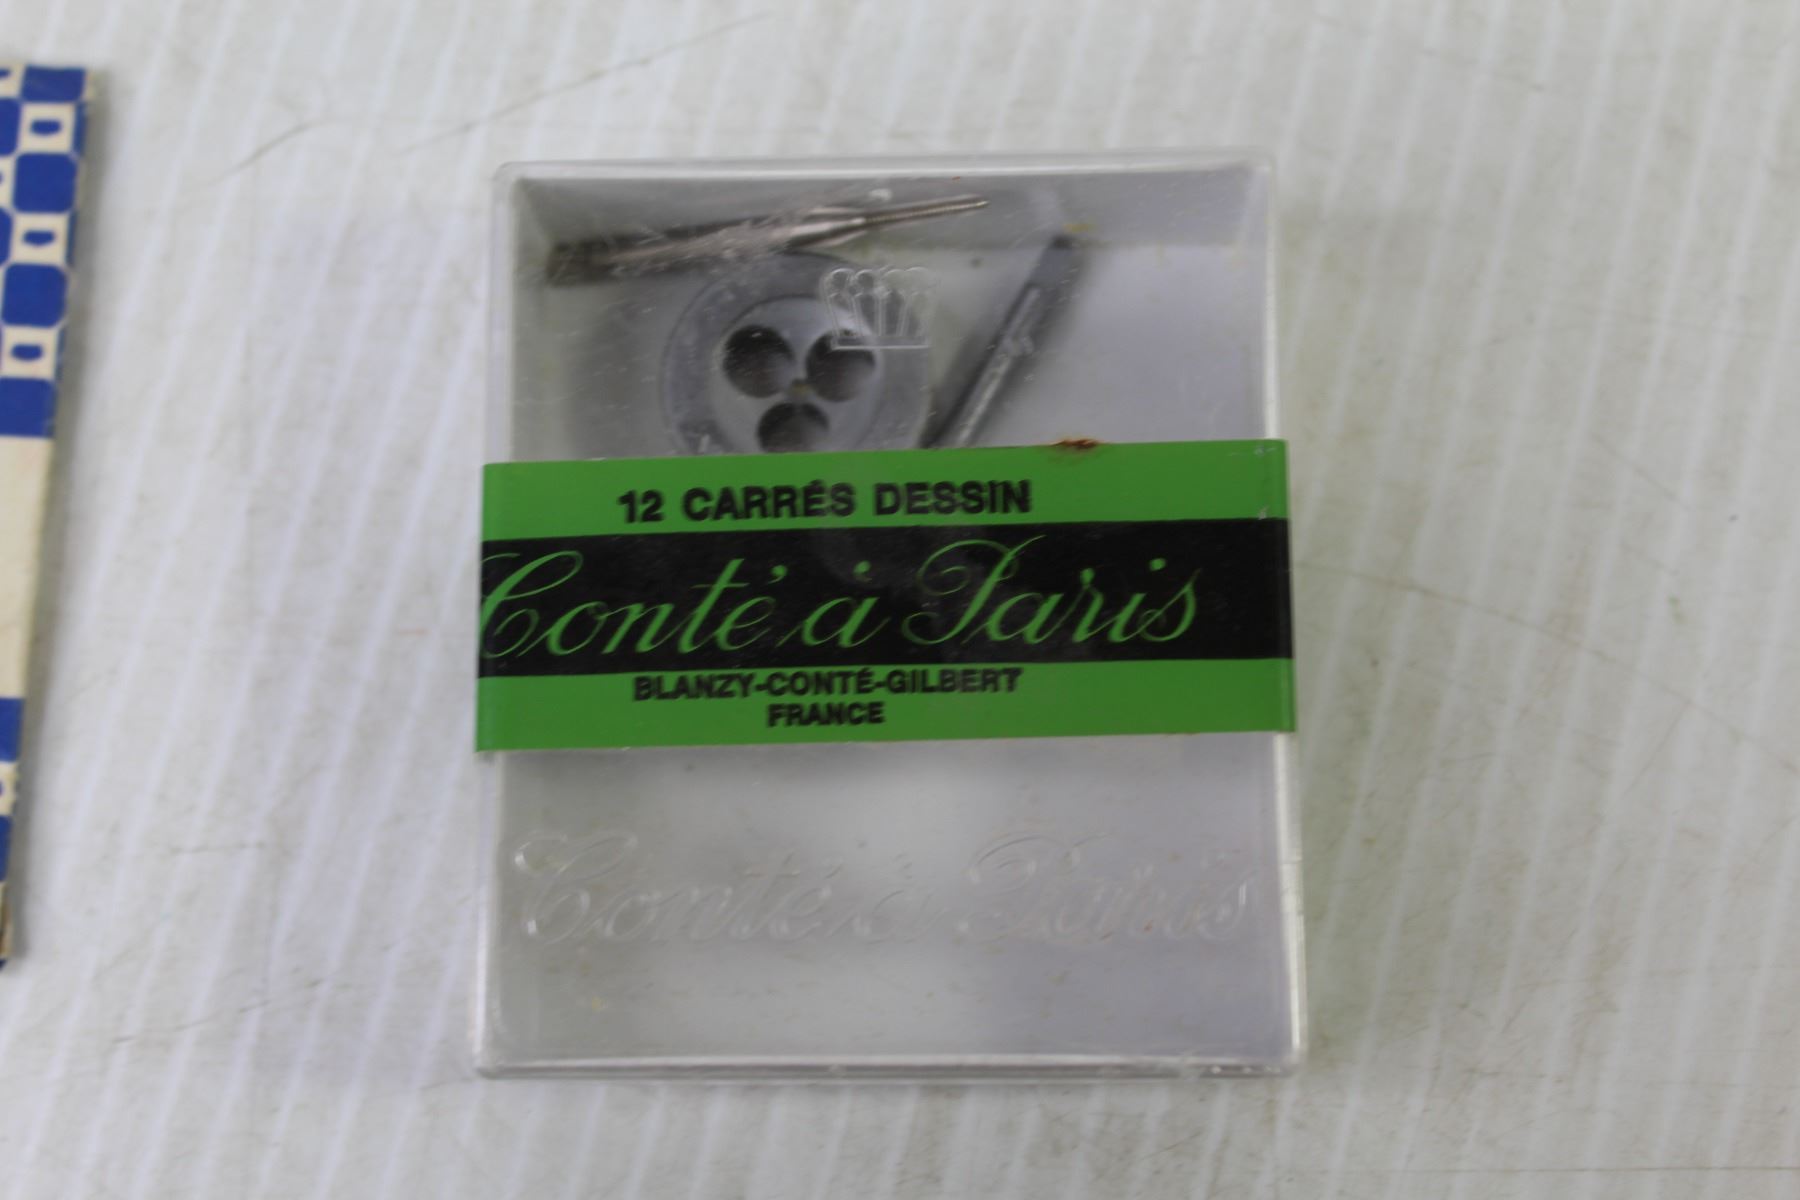 12 CARRÉS DESSIN
Conté à Paris
BLANZY-CONTÉ-GILBERT
FRANCE
Conté à Paris